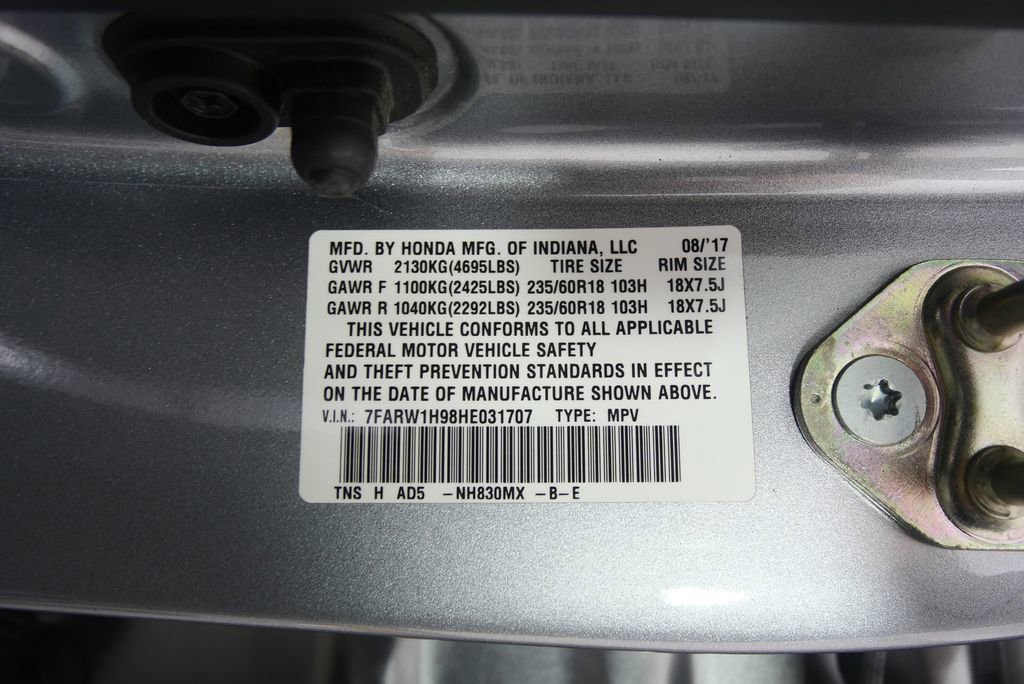 MFD. BY HONDA MFG. OF INDIANA, LLC 08/'17
GVWR 2130KG(4695LBS) TIRE SIZE RIM SIZE
GAWR F 1100KG(2425LBS) 235/60R18 103H 18X7.5J
GAWR R 1040KG(2292LBS) 235/60R18 103H 18X7.5J
THIS VEHICLE CONFORMS TO ALL APPLICABLE
FEDERAL MOTOR VEHICLE SAFETY
AND THEFT PREVENTION STANDARDS IN EFFECT
ON THE DATE OF MANUFACTURE SHOWN ABOVE.
V.I.N.: 7FARW1H98HE031707 TYPE: MPV
TNS H AD5 -NH830MX -B-E